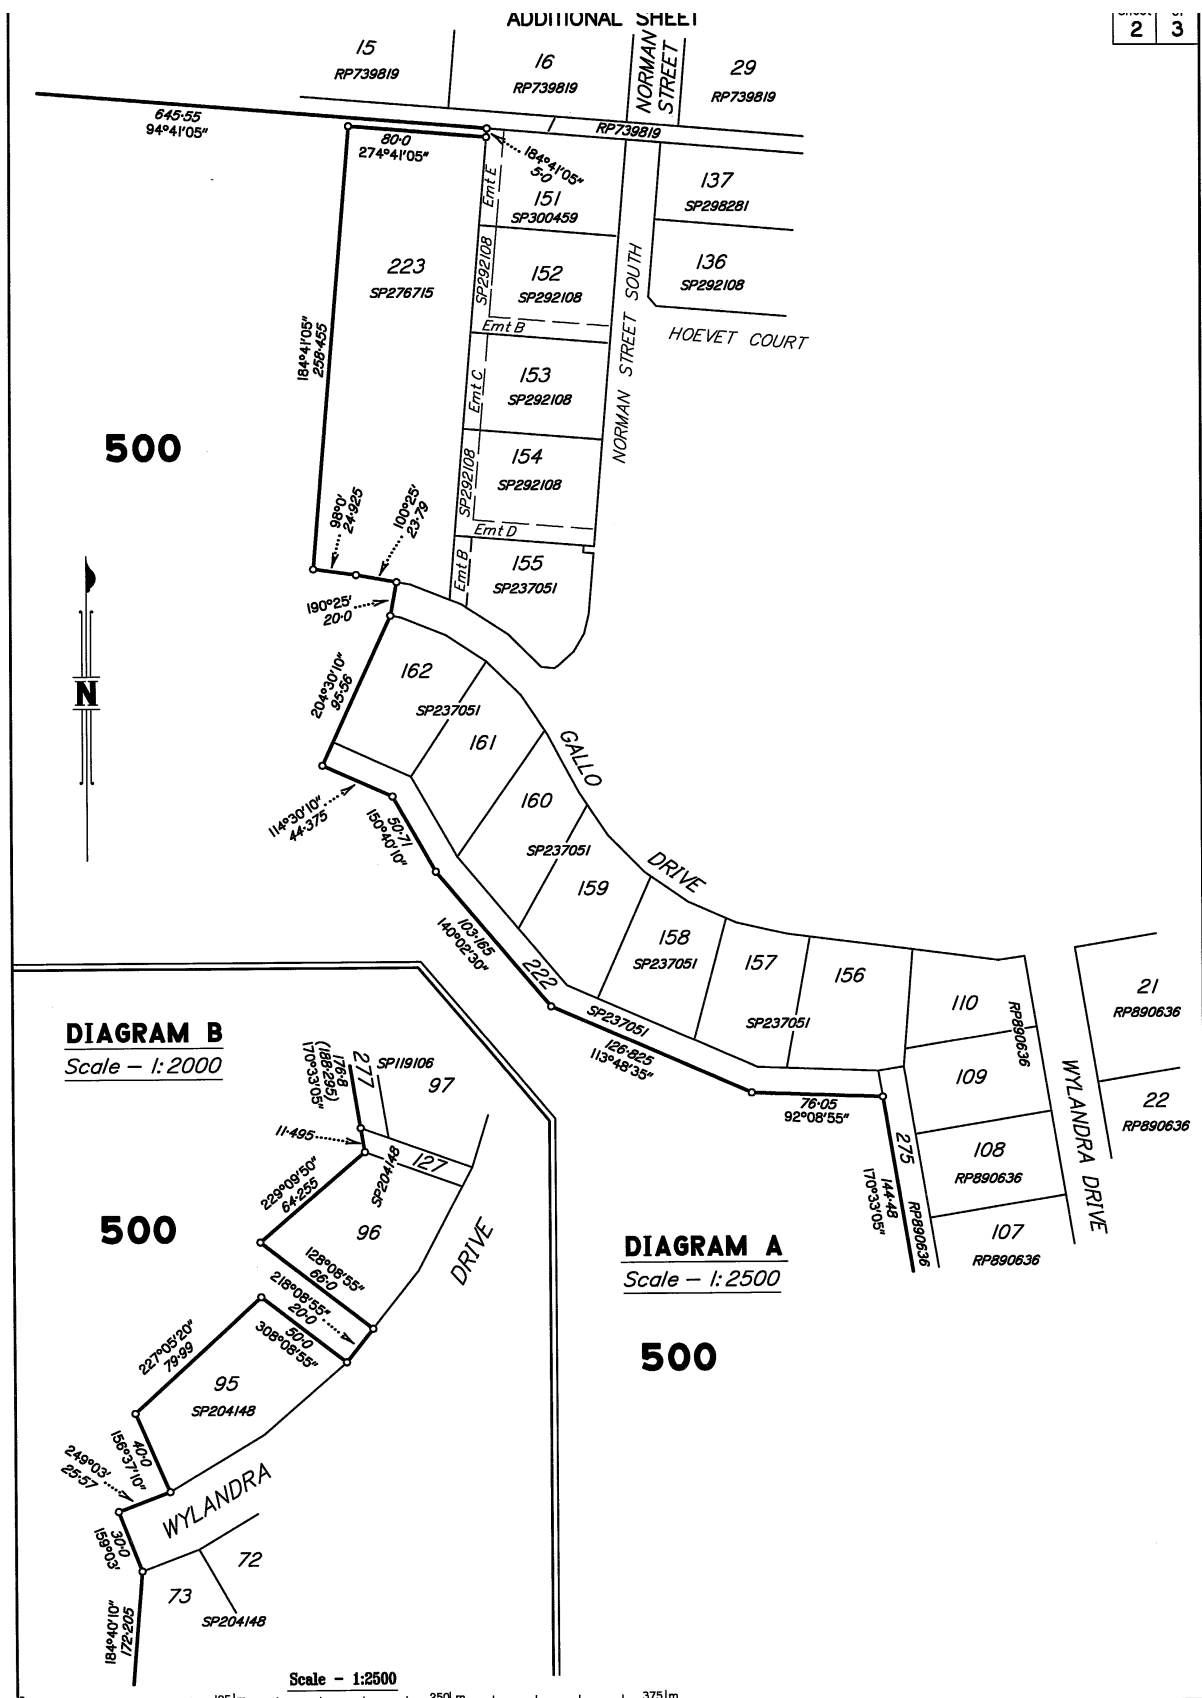 ADDITIONAL SHEET
2 3
15
RP739819
16
RP739819
NORMAN
STREET
29
RP739819
645·55
94°41'05"
80·0
274°41'05"
RP739819
184°41'05"
5·0
Emt E
151
SP300459
137
SP298281
223
SP276715
SP292108
152
SP292108
136
SP292108
Emt B
HOEVET COURT
NORMAN STREET SOUTH
184°41'05"
258·455
Emt C
153
SP292108
500
SP292108
154
SP292108
98°0'
24·925
100°25'
23·79
Emt D
Emt B
155
SP237051
190°25'
20·0
N
204°30'10"
95·56
162
SP237051
161
GALLO
DRIVE
114°30'10"
44·375
50·71
150°40'10"
160
SP237051
159
103·165
140°02'30"
158
SP237051
157
156
SP237051
222
SP237051
126·825
113°48'35"
110
RP890636
21
RP890636
109
WYLANDRA DRIVE
22
RP890636
76·05
92°08'55"
275
RP890636
108
RP890636
144·48
170°33'05"
107
RP890636
DIAGRAM A
Scale – 1:2500
500
DIAGRAM B
Scale – 1:2000
176·8
(188·295)
170°33'05"
277
SP119106
97
11·495
127
SP204148
229°09'50"
64·255
500
96
DRIVE
128°08'55"
66·0
218°08'55"
20·0
50·0
308°08'55"
227°05'20"
79·99
95
SP204148
40·0
156°37'10"
249°03'
25·57
WYLANDRA
30·0
159°03'
72
73
SP204148
184°40'10"
172·205
Scale – 1:2500